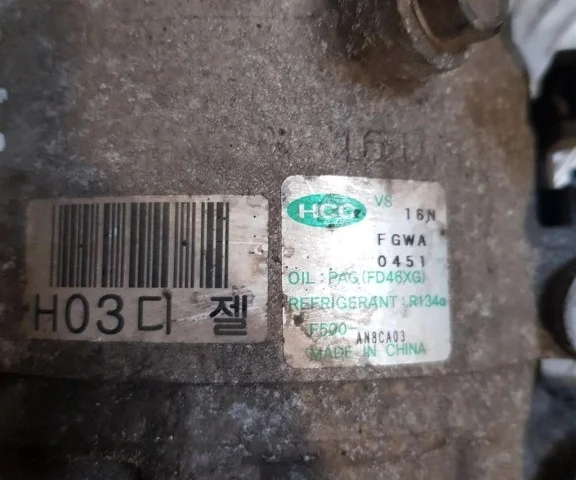 H03디 젤
HCC
VS
16N
FGWA
0451
OIL : PAG(FD46XG)
REFRIGERANT : R134a
F500-
AN8CA03
MADE IN CHINA